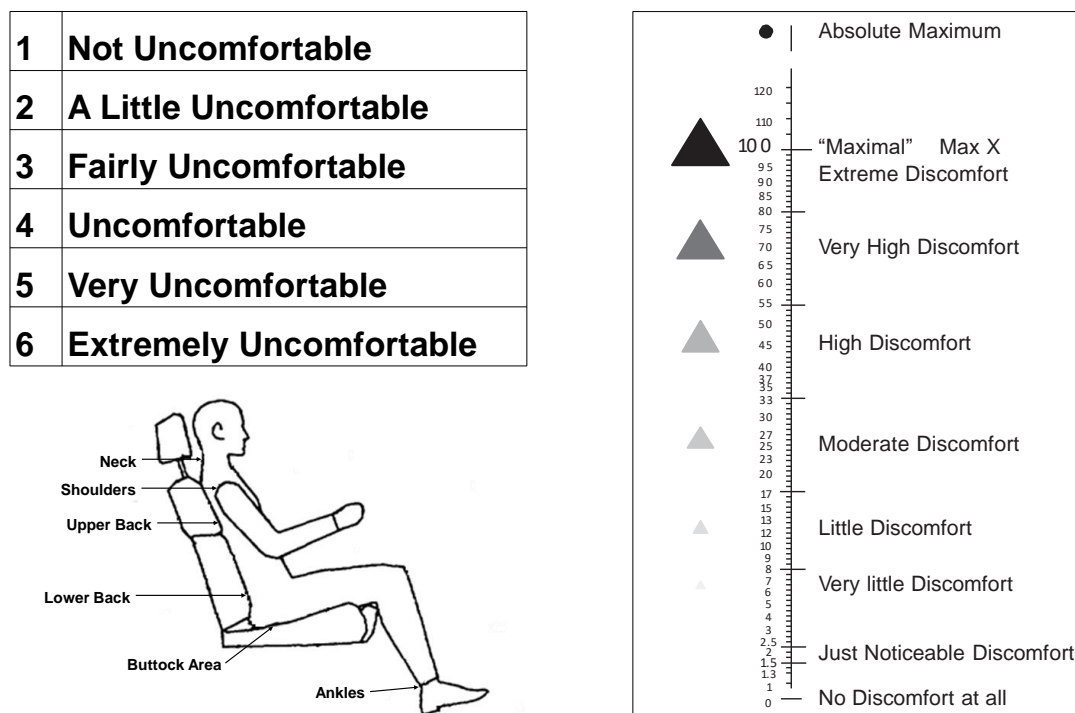 1 Not Uncomfortable
2 A Little Uncomfortable
3 Fairly Uncomfortable
4 Uncomfortable
5 Very Uncomfortable
6 Extremely Uncomfortable
Neck
Shoulders
Upper Back
Lower Back
Buttock Area
Ankles
Absolute Maximum
120
110
100 “Maximal” Max X
95 Extreme Discomfort
90
85
80
75
70 Very High Discomfort
65
60
55
50
45 High Discomfort
40
37
35
33
30
27
25 Moderate Discomfort
23
20
17
15
13
12 Little Discomfort
10
9
8
7 Very little Discomfort
6
5
4
3
2.5
2 Just Noticeable Discomfort
1.5
1.3
1
0 No Discomfort at all